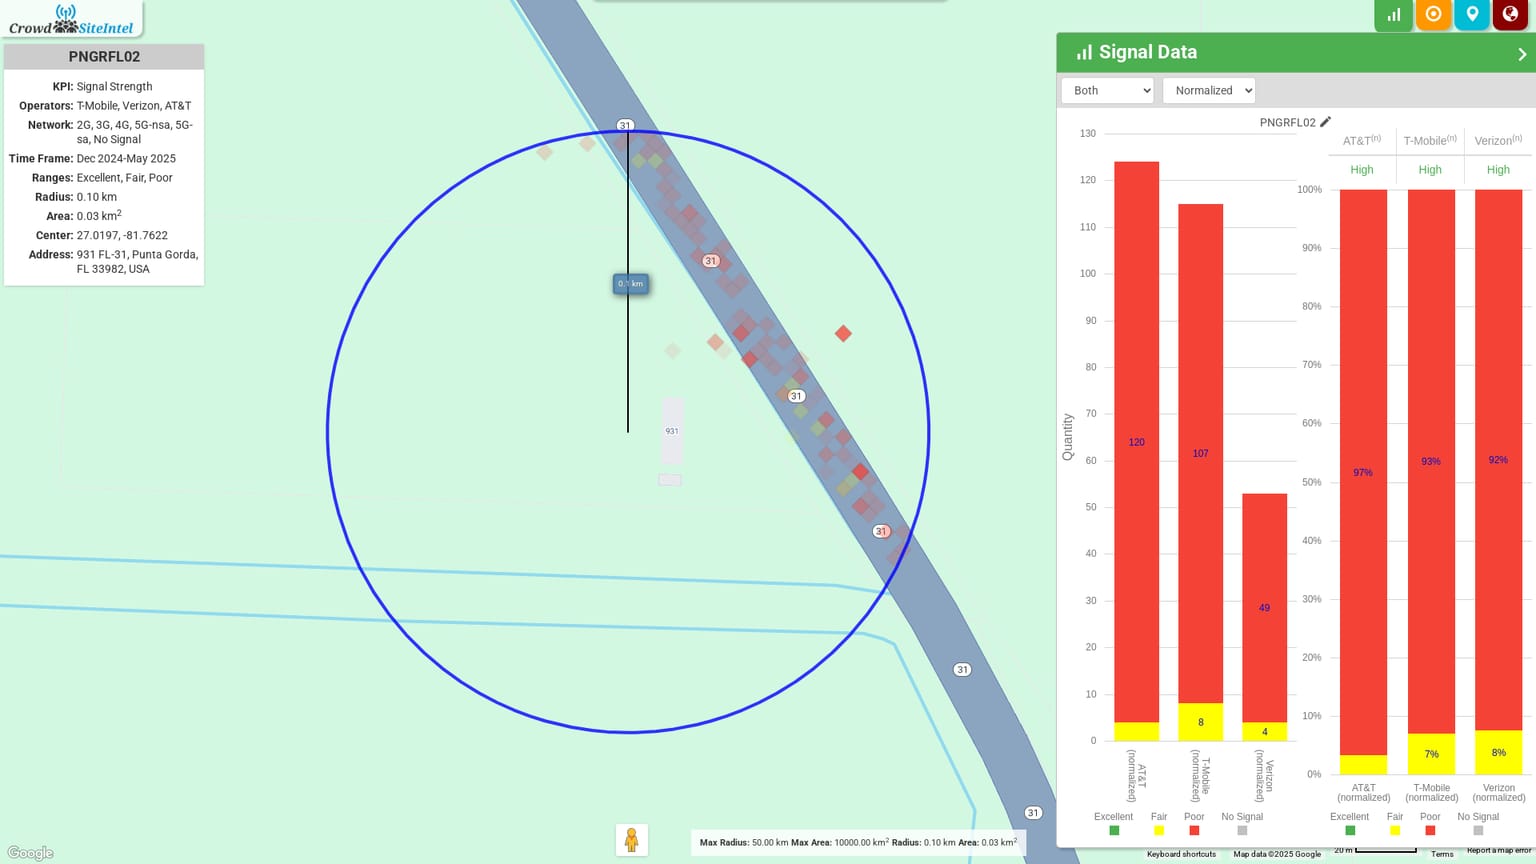 Crowd SiteIntel
PNGRFL02
KPI: Signal Strength
Operators: T-Mobile, Verizon, AT&T
Network: 2G, 3G, 4G, 5G-nsa, 5G-
sa, No Signal
Time Frame: Dec 2024-May 2025
Ranges: Excellent, Fair, Poor
Radius: 0.10 km
Area: 0.03 km2
Center: 27.0197, -81.7622
Address: 931 FL-31, Punta Gorda,
FL 33982, USA
31
31
0.1 km
31
931
31
31
31
Google
Max Radius: 50.00 km Max Area: 10000.00 km2 Radius: 0.10 km Area: 0.03 km2
Signal Data
Both
Normalized
PNGRFL02
130
120
110
100
90
80
70
60
50
40
30
20
10
0
Quantity
120
107
8
49
4
AT&T
(normalized)
T-Mobile
(normalized)
Verizon
(normalized)
Excellent
Fair
Poor
No Signal
AT&T(n)
T-Mobile(n)
Verizon(n)
High
High
High
100%
90%
80%
70%
60%
50%
40%
30%
20%
10%
0%
97%
93%
7%
92%
8%
AT&T
(normalized)
T-Mobile
(normalized)
Verizon
(normalized)
Excellent
Fair
Poor
No Signal
Keyboard shortcuts
Map data ©2025 Google
20 m
Terms
Report a map error